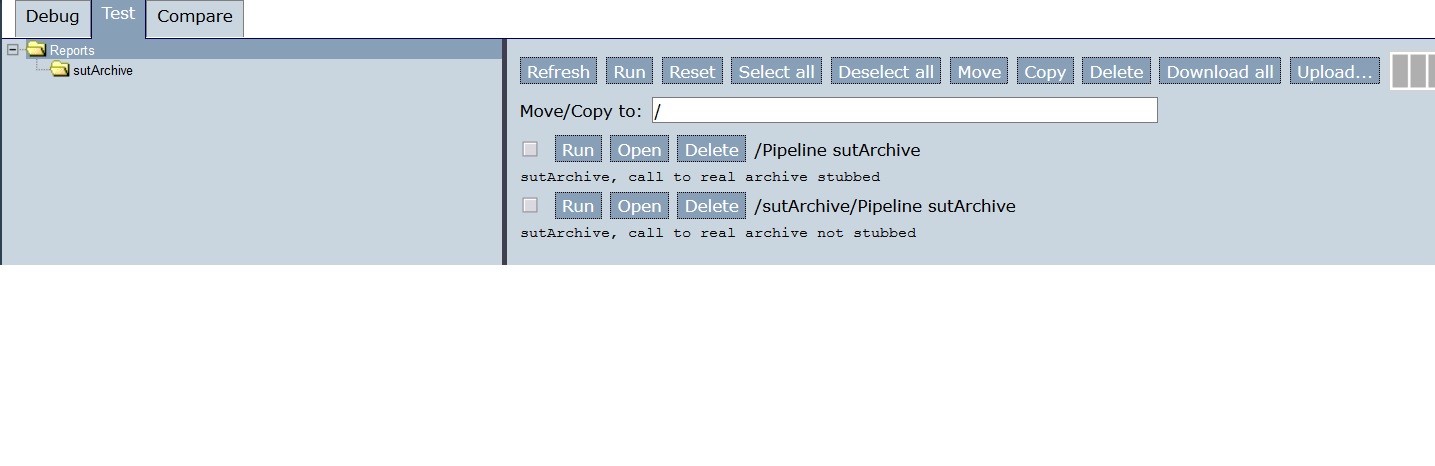 Debug Test Compare
Reports
sutArchive
Refresh Run Reset Select all Deselect all Move Copy Delete Download all Upload...
Move/Copy to: /
Run Open Delete /Pipeline sutArchive
sutArchive, call to real archive stubbed
Run Open Delete /sutArchive/Pipeline sutArchive
sutArchive, call to real archive not stubbed